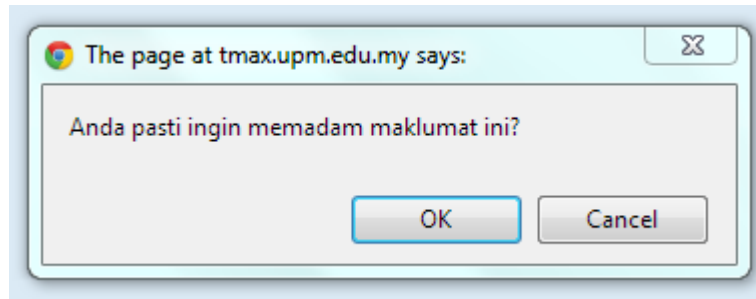 The page at tmax.upm.edu.my says:
Anda pasti ingin memadam maklumat ini?
OK Cancel